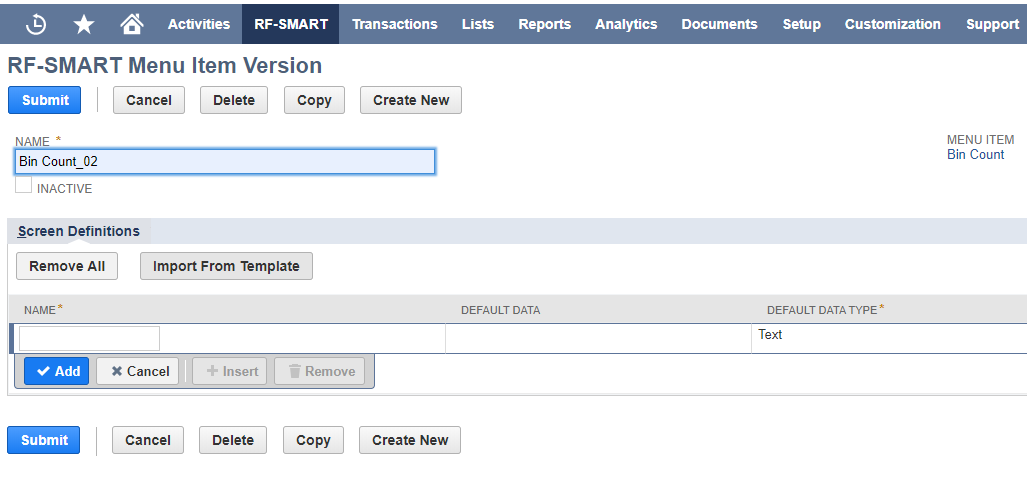 Activities RF-SMART Transactions Lists Reports Analytics Documents Setup Customization Support
RF-SMART Menu Item Version
Submit Cancel Delete Copy Create New
NAME * MENU ITEM
Bin Count_02 Bin Count
INACTIVE
Screen Definitions
Remove All Import From Template
NAME * DEFAULT DATA DEFAULT DATA TYPE *
Text
Add Cancel Insert Remove
Submit Cancel Delete Copy Create New